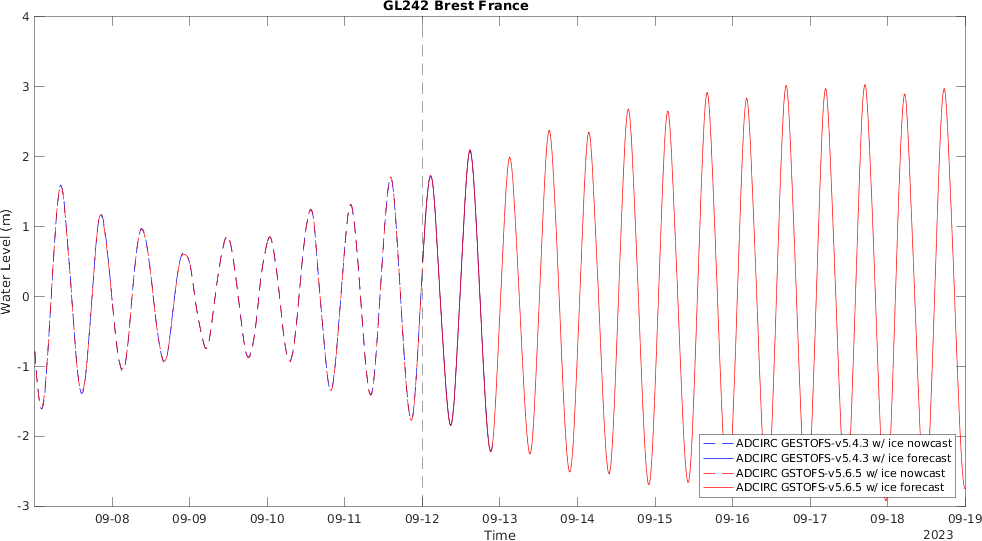 GL242 Brest France
Water Level (m)
4
3
2
1
0
-1
-2
-3
09-08 09-09 09-10 09-11 09-12 09-13 09-14 09-15 09-16 09-17 09-18 09-19
Time
2023
ADCIRC GESTOFS-v5.4.3 w/ ice nowcast
ADCIRC GESTOFS-v5.4.3 w/ ice forecast
ADCIRC GSTOFS-v5.6.5 w/ ice nowcast
ADCIRC GSTOFS-v5.6.5 w/ ice forecast